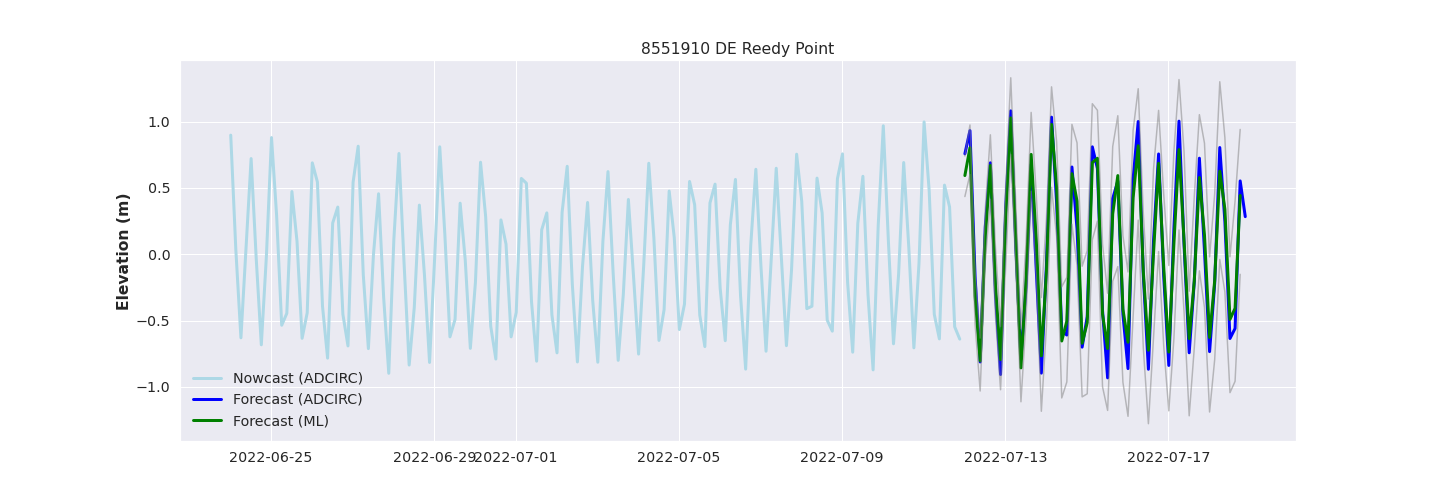 8551910 DE Reedy Point
Elevation (m)
1.0
0.5
0.0
−0.5
−1.0
Nowcast (ADCIRC)
Forecast (ADCIRC)
Forecast (ML)
2022-06-25 2022-06-29 2022-07-01 2022-07-05 2022-07-09 2022-07-13 2022-07-17